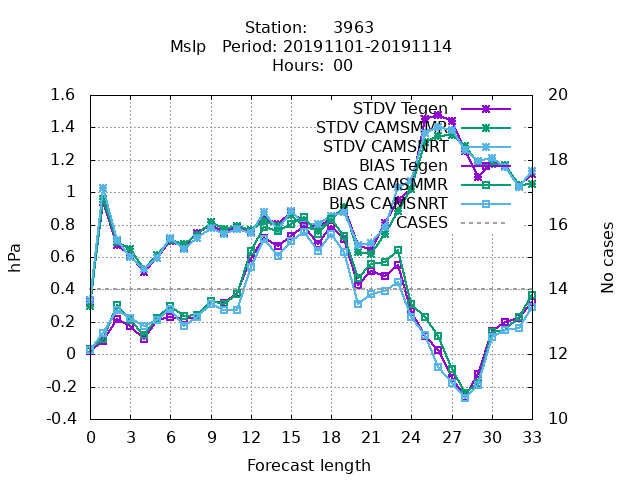 Station: 3963
Mslp Period: 20191101-20191114
Hours: 00
1.6
1.4
1.2
1
0.8
0.6
0.4
0.2
0
-0.2
-0.4
hPa
20
18
16
14
12
10
No cases
STDV Tegen
STDV CAMSMMR
STDV CAMSNRT
BIAS Tegen
BIAS CAMSMMR
BIAS CAMSNRT
CASES
0 3 6 9 12 15 18 21 24 27 30 33
Forecast length